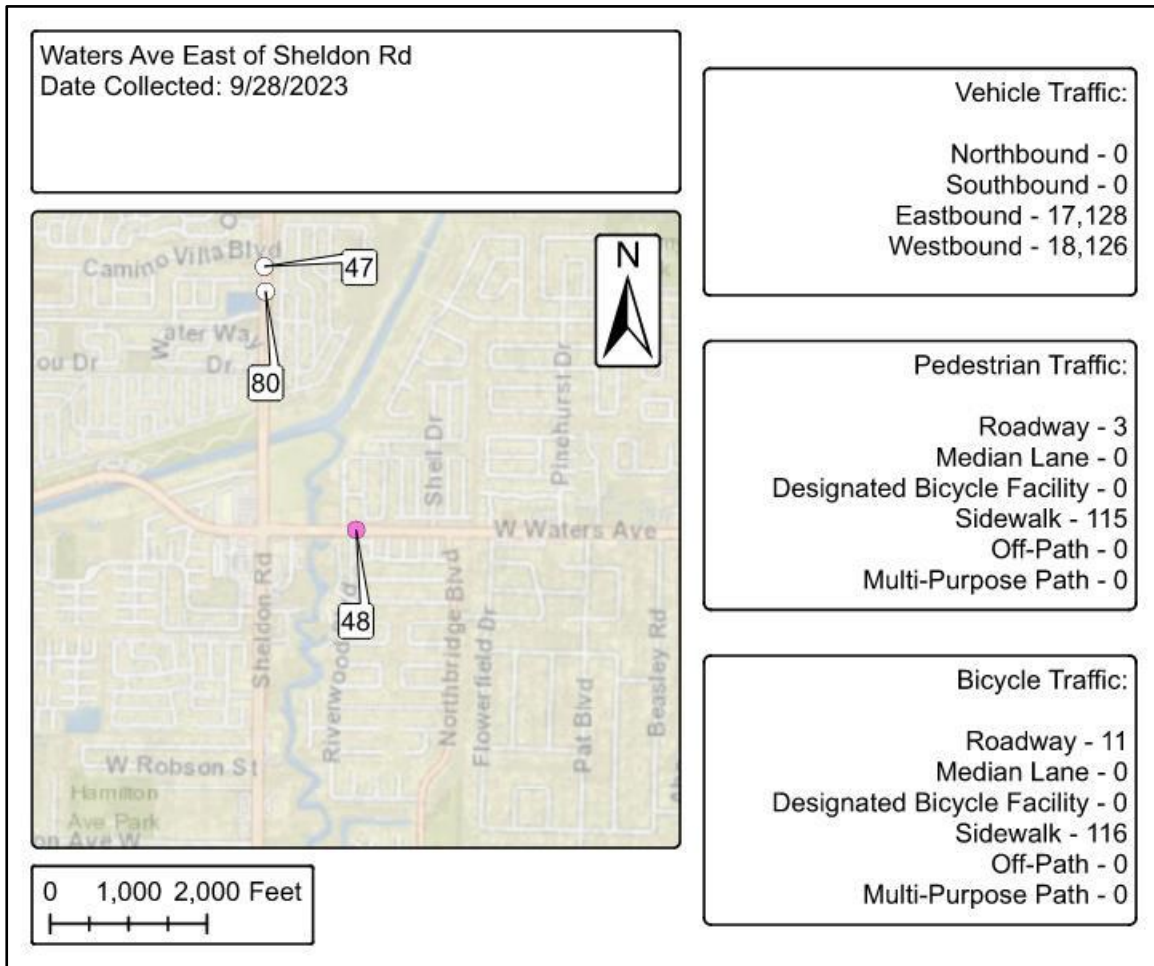 Waters Ave East of Sheldon Rd
Date Collected: 9/28/2023
Vehicle Traffic:
Northbound - 0
Southbound - 0
Eastbound - 17,128
Westbound - 18,126
Pedestrian Traffic:
Roadway - 3
Median Lane - 0
Designated Bicycle Facility - 0
Sidewalk - 115
Off-Path - 0
Multi-Purpose Path - 0
Bicycle Traffic:
Roadway - 11
Median Lane - 0
Designated Bicycle Facility - 0
Sidewalk - 116
Off-Path - 0
Multi-Purpose Path - 0
Camino Villa Blvd
47
N
Water Way
Dr
ou Dr
80
Shell Dr
Pinehurst Dr
W Waters Ave
48
Sheldon Rd
Riverwood
Northbridge Blvd
Flowerfield Dr
Pat Blvd
Beasley Rd
W Robson St
Hamilton
Ave Park
on Ave W
0 1,000 2,000 Feet